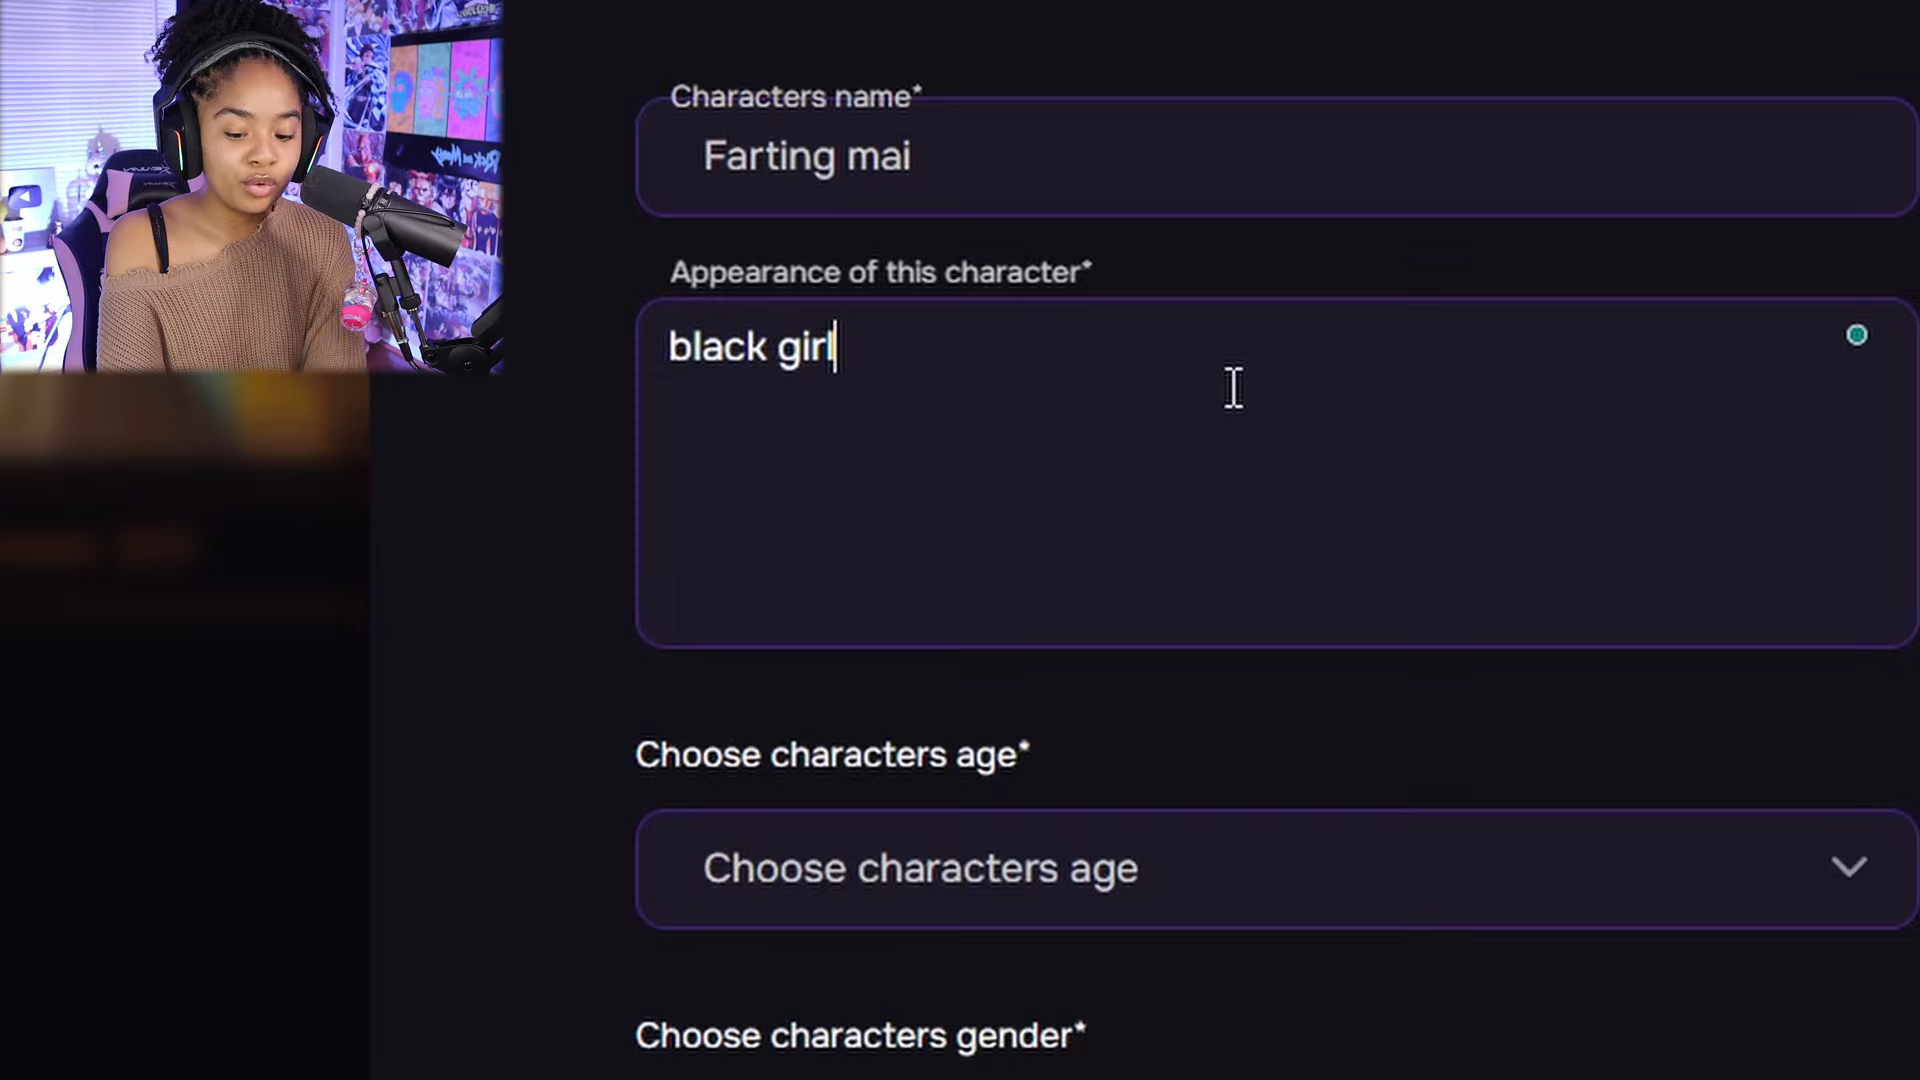 Characters name*
Farting mai
Appearance of this character*
black girl
Choose characters age*
Choose characters age
Choose characters gender*